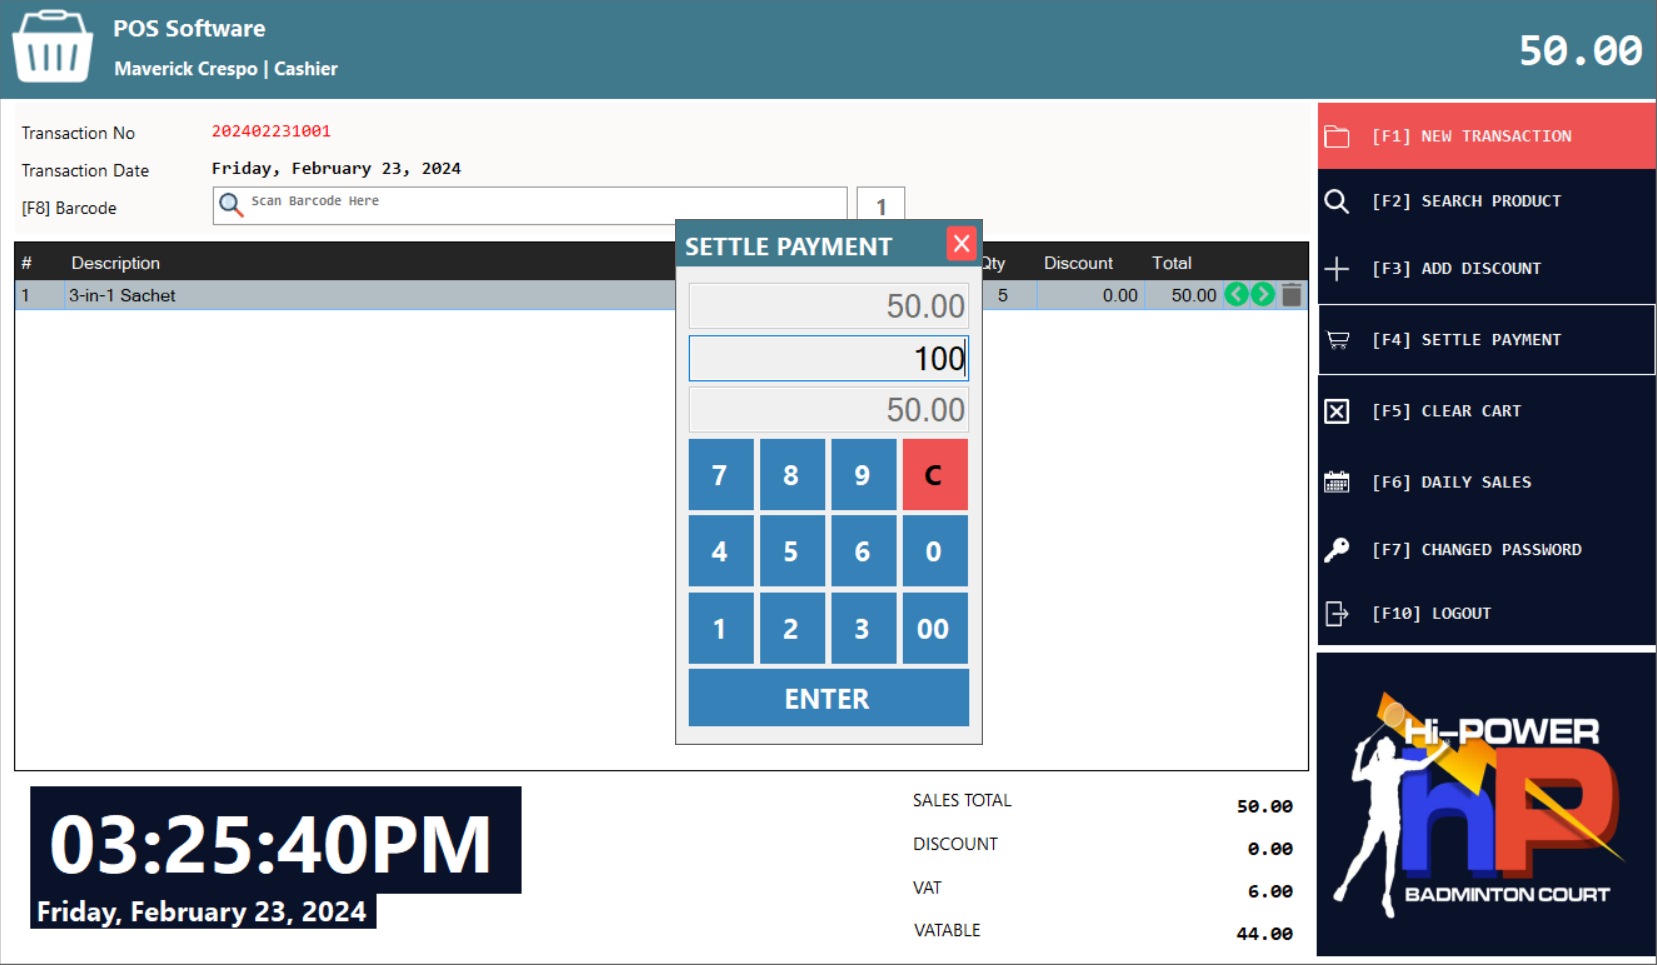 POS Software
50.00
Maverick Crespo | Cashier
Transaction No 202402231001
Transaction Date Friday, February 23, 2024
[F8] Barcode Scan Barcode Here 1
# Description Qty Discount Total
1 3-in-1 Sachet 5 0.00 50.00
SETTLE PAYMENT
50.00
100
50.00
7 8 9 C
4 5 6 0
1 2 3 00
ENTER
[F1] NEW TRANSACTION
[F2] SEARCH PRODUCT
[F3] ADD DISCOUNT
[F4] SETTLE PAYMENT
[F5] CLEAR CART
[F6] DAILY SALES
[F7] CHANGED PASSWORD
[F10] LOGOUT
03:25:40PM
Friday, February 23, 2024
SALES TOTAL 50.00
DISCOUNT 0.00
VAT 6.00
VATABLE 44.00
Hi-POWER
hP
BADMINTON COURT